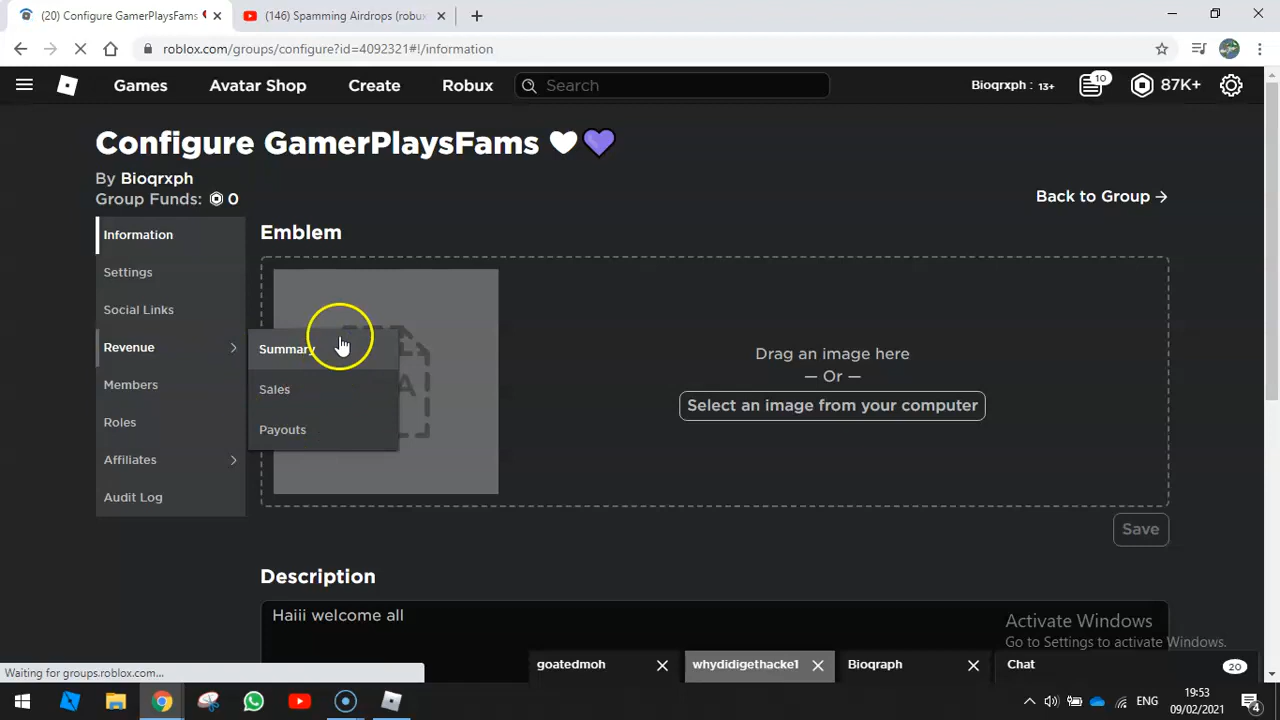 (20) Configure GamerPlaysFams
(146) Spamming Airdrops (robux
roblox.com/groups/configure?id=4092321#!/information
Games
Avatar Shop
Create
Robux
Search
Bioqrxph : 13+
10
87K+
Configure GamerPlaysFams 🤍💜
By Bioqrxph
Group Funds: 0
Back to Group →
Information
Emblem
Settings
Social Links
Revenue
Summary
Sales
Payouts
Members
Roles
Affiliates
Audit Log
Drag an image here
— Or —
Select an image from your computer
Save
Description
Haiii welcome all
Activate Windows
Go to Settings to activate Windows.
Waiting for groups.roblox.com...
goatedmoh
whydidigethacke1
Bioqraph
Chat
20
ENG
19:53
09/02/2021
4